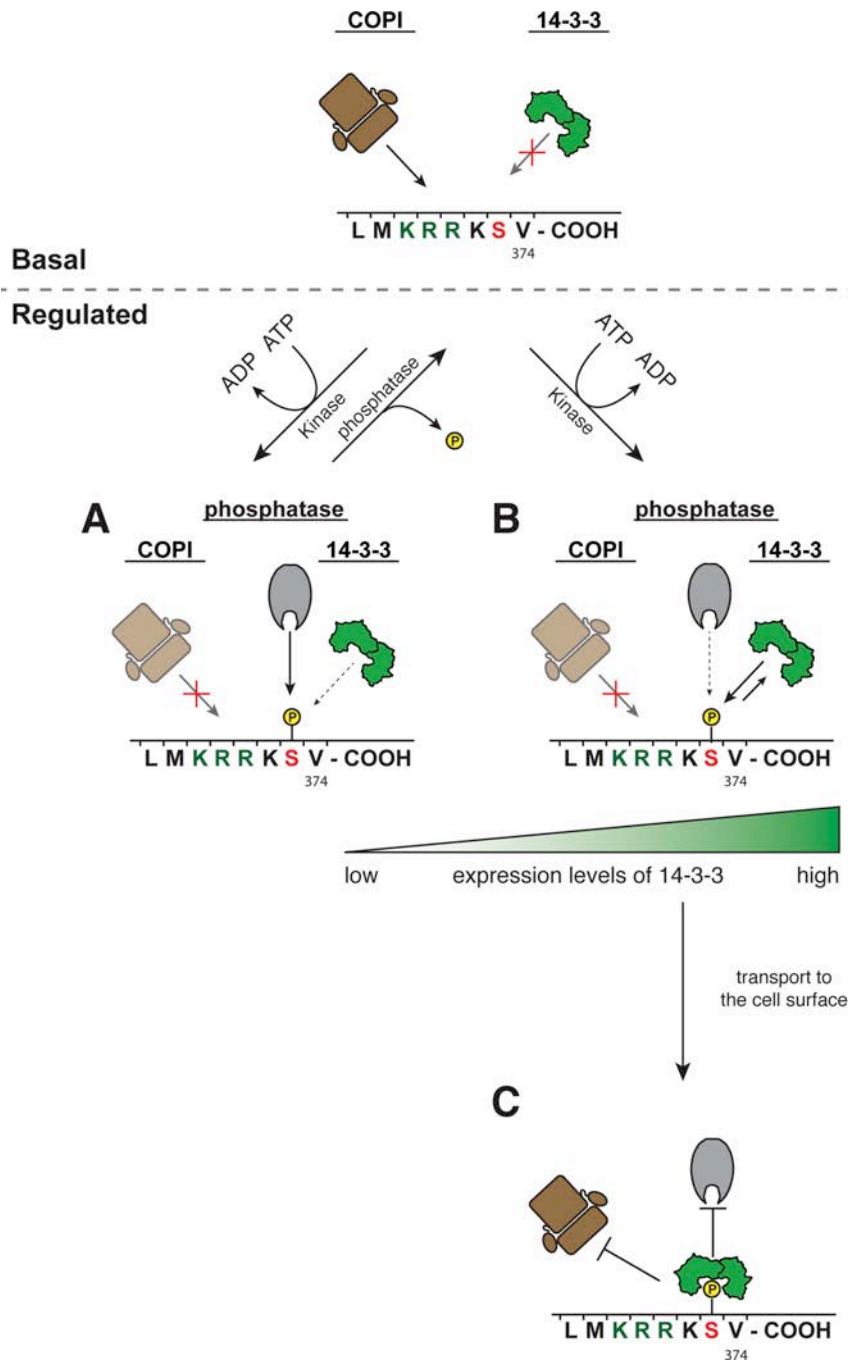 COPI 14-3-3
L M K R R K S V - COOH
374
Basal
Regulated
ADP ATP
Kinase
phosphatase
P
ATP ADP
Kinase
A
phosphatase
COPI 14-3-3
P
L M K R R K S V - COOH
374
B
phosphatase
COPI 14-3-3
P
L M K R R K S V - COOH
374
low expression levels of 14-3-3 high
transport to
the cell surface
C
P
L M K R R K S V - COOH
374